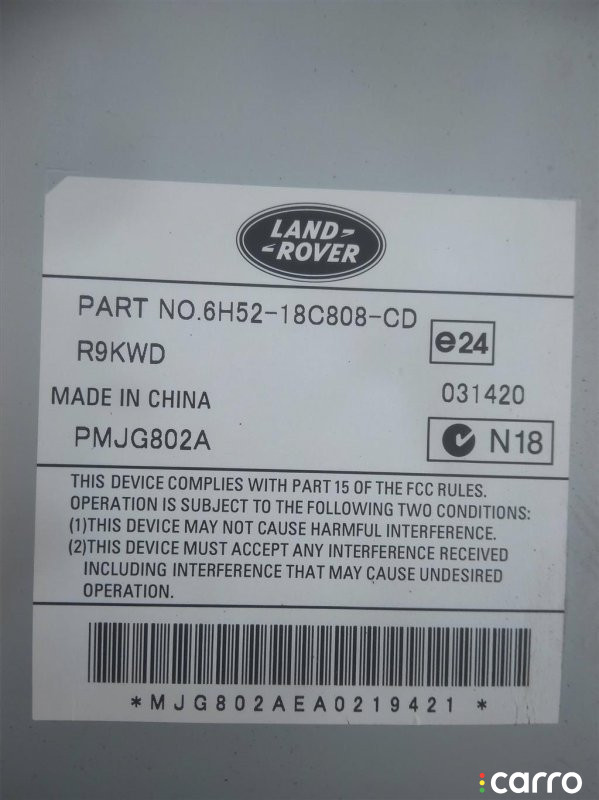 LAND-
-ROVER
PART NO.6H52-18C808-CD
R9KWD
e24
MADE IN CHINA
031420
PMJG802A
N18
THIS DEVICE COMPLIES WITH PART 15 OF THE FCC RULES.
OPERATION IS SUBJECT TO THE FOLLOWING TWO CONDITIONS:
(1)THIS DEVICE MAY NOT CAUSE HARMFUL INTERFERENCE.
(2)THIS DEVICE MUST ACCEPT ANY INTERFERENCE RECEIVED
INCLUDING INTERFERENCE THAT MAY CAUSE UNDESIRED
OPERATION.
*MJG802AEA0219421 *
carro